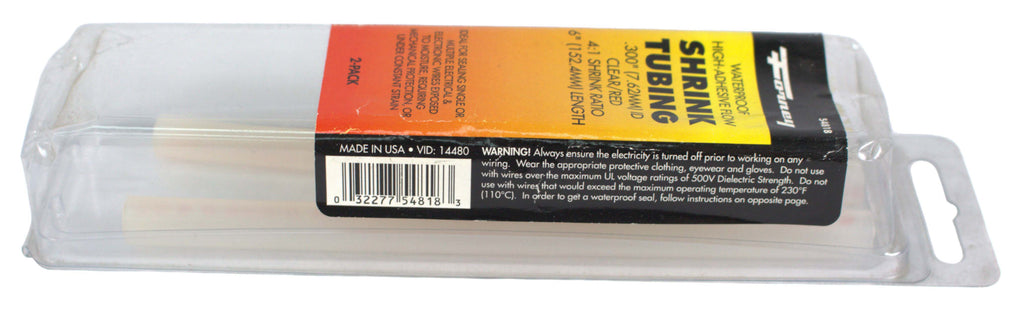 Forney
54818
WATERPROOF
HIGH-ADHESIVE FLOW
SHRINK
TUBING
.300" (7.62MM) ID
CLEAR/RED
4:1 SHRINK RATIO
6" (152.4MM) LENGTH
IDEAL FOR SEALING SINGLE OR
MULTIPLE ELECTRICAL &
ELECTRONIC WIRES EXPOSED
TO MOISTURE, REQUIRING
MECHANICAL PROTECTION, OR
UNDER CONSTANT STRAIN
2-PACK
MADE IN USA • VID: 14480
0 32277 54818 3
WARNING! Always ensure the electricity is turned off prior to working on any
wiring. Wear the appropriate protective clothing, eyewear and gloves. Do not use
with wires over the maximum UL voltage ratings of 500V Dielectric Strength. Do not
use with wires that would exceed the maximum operating temperature of 230°F
(110°C). In order to get a waterproof seal, follow instructions on opposite page.